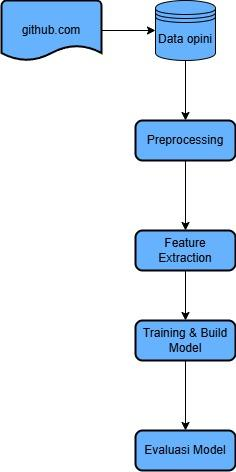 github.com
Data opini
Preprocessing
Feature
Extraction
Training & Build
Model
Evaluasi Model